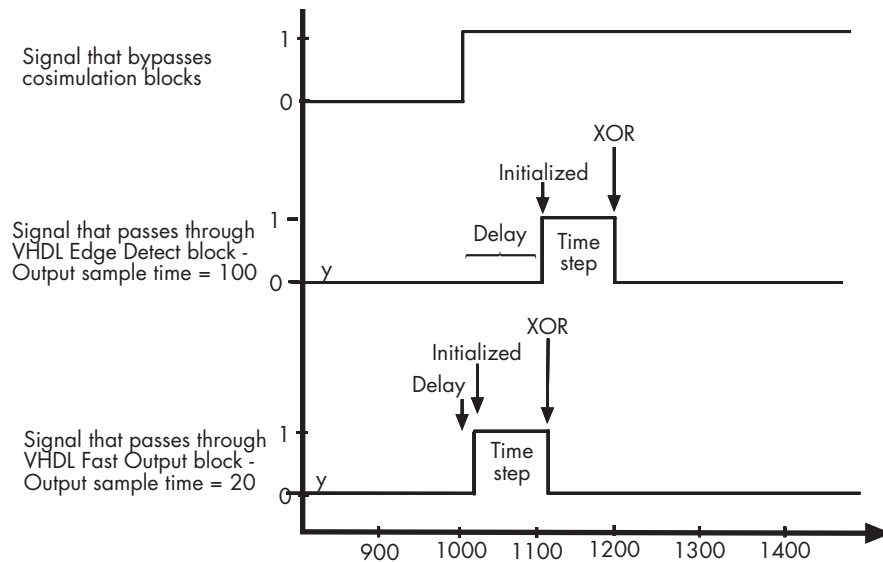 Signal that bypasses
cosimulation blocks
1
0
XOR
Initialized
Signal that passes through
VHDL Edge Detect block -
Output sample time = 100
1
Delay
Time
step
0
y
XOR
Initialized
Delay
Signal that passes through
VHDL Fast Output block -
Output sample time = 20
1
Time
step
0
y
900
1000
1100
1200
1300
1400